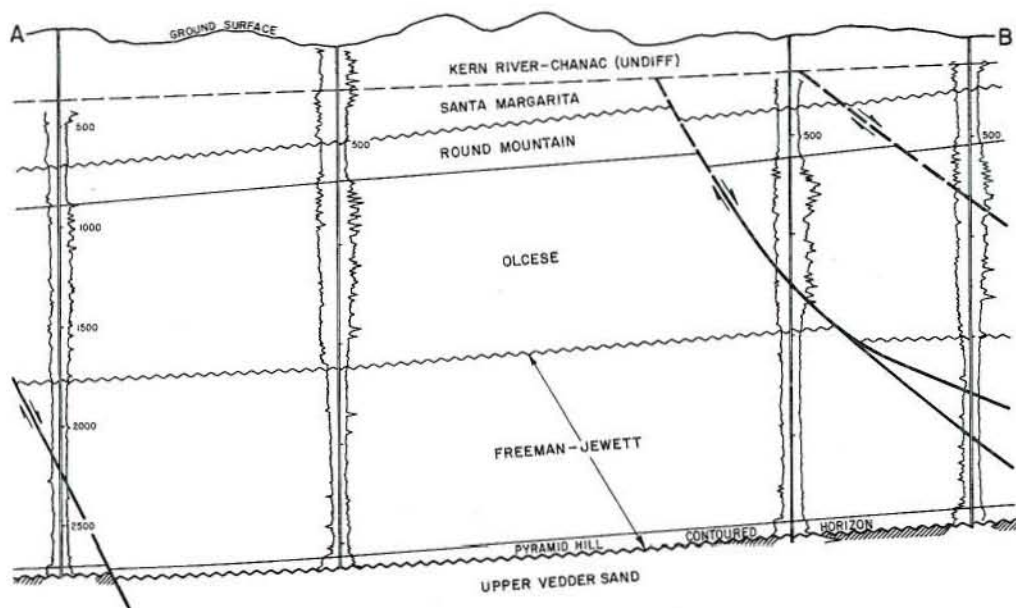 A
GROUND SURFACE
B
KERN RIVER-CHANAC (UNDIFF)
SANTA MARGARITA
500
500
500
500
ROUND MOUNTAIN
1000
OLCESE
1500
2000
FREEMAN-JEWETT
2500
PYRAMID HILL
CONTOURED HORIZON
UPPER VEDDER SAND